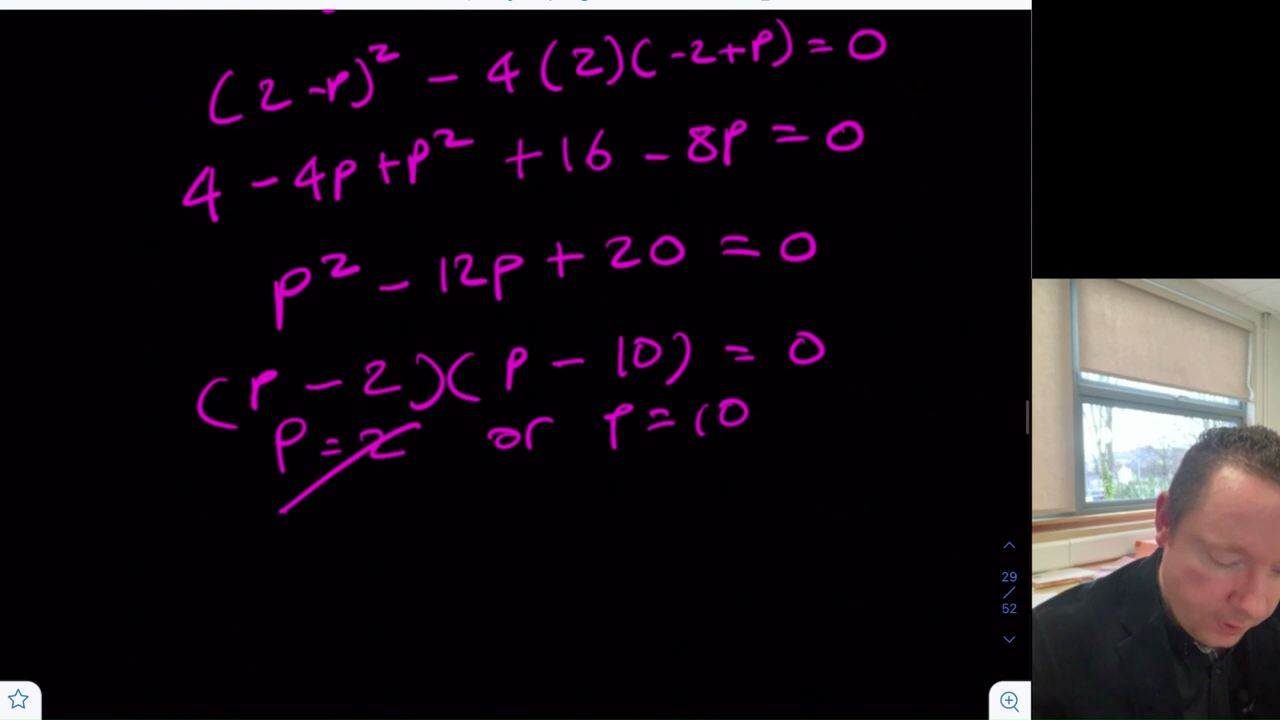 (2-p)² - 4(2)(-2+p) = 0
4 - 4p + p² + 16 - 8p = 0
p² - 12p + 20 = 0
(p - 2)(p - 10) = 0
p = 2 or p = 10
29
/
52